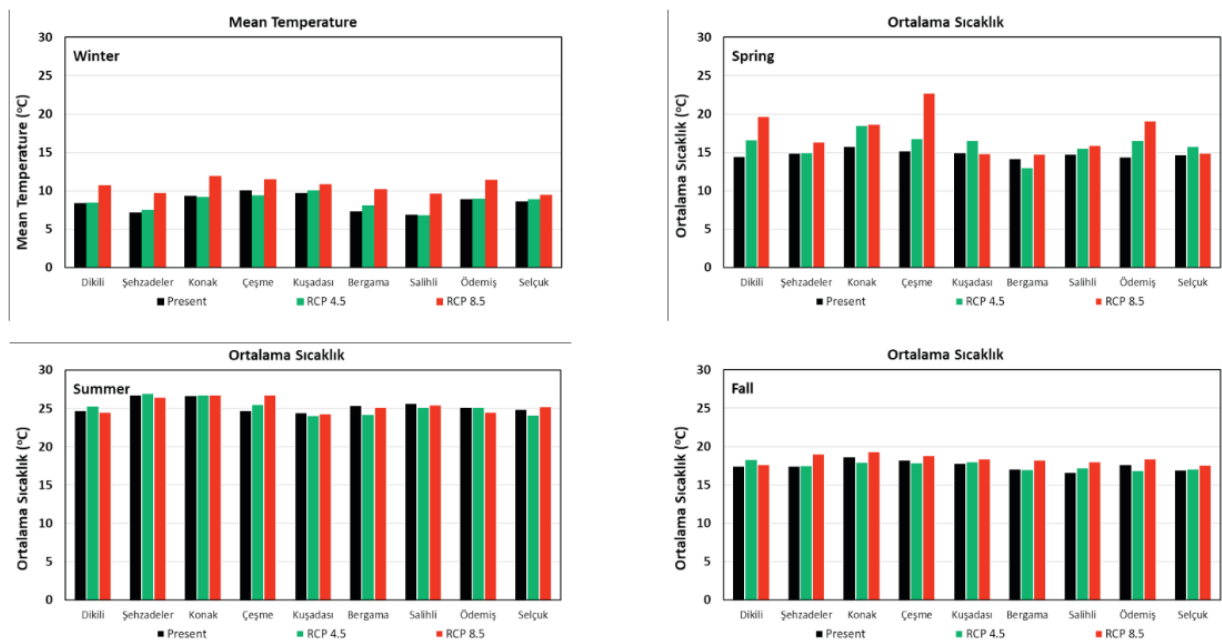 Mean Temperature
Winter
Mean Temperature (°C)
30
25
20
15
10
5
0
Dikili Şehzadeler Konak Çeşme Kuşadası Bergama Salihli Ödemiş Selçuk
Present RCP 4.5 RCP 8.5
Ortalama Sıcaklık
Spring
Ortalama Sıcaklık (°C)
30
25
20
15
10
5
0
Dikili Şehzadeler Konak Çeşme Kuşadası Bergama Salihli Ödemiş Selçuk
Present RCP 4.5 RCP 8.5
Ortalama Sıcaklık
Summer
Ortalama Sıcaklık (°C)
30
25
20
15
10
5
0
Dikili Şehzadeler Konak Çeşme Kuşadası Bergama Salihli Ödemiş Selçuk
Present RCP 4.5 RCP 8.5
Ortalama Sıcaklık
Fall
Ortalama Sıcaklık (°C)
30
25
20
15
10
5
0
Dikili Şehzadeler Konak Çeşme Kuşadası Bergama Salihli Ödemiş Selçuk
Present RCP 4.5 RCP 8.5